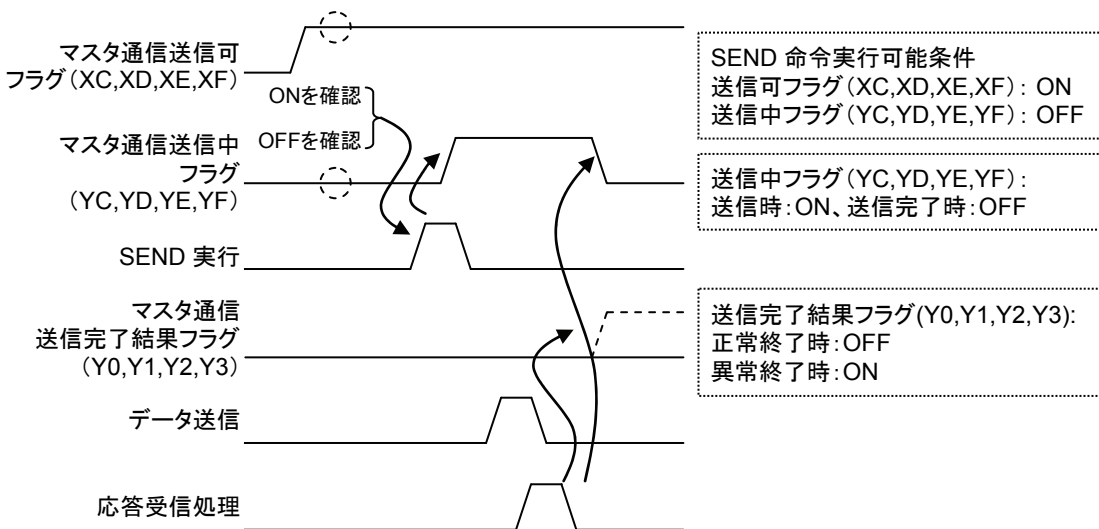 マスタ通信送信可
フラグ(XC,XD,XE,XF)
ONを確認
OFFを確認
マスタ通信送信中
フラグ
(YC,YD,YE,YF)
SEND 実行
マスタ通信
送信完了結果フラグ
(Y0,Y1,Y2,Y3)
データ送信
応答受信処理
SEND 命令実行可能条件
送信可フラグ(XC,XD,XE,XF): ON
送信中フラグ(YC,YD,YE,YF): OFF
送信中フラグ(YC,YD,YE,YF):
送信時:ON、送信完了時:OFF
送信完了結果フラグ(Y0,Y1,Y2,Y3):
正常終了時:OFF
異常終了時:ON